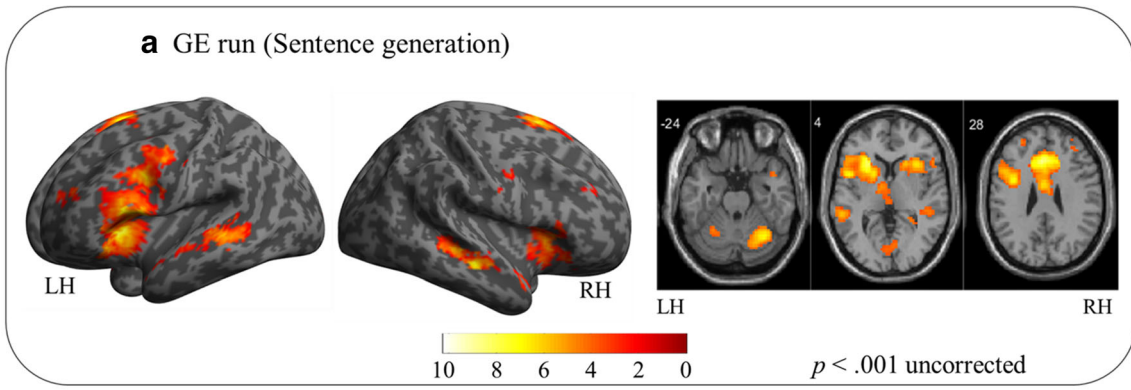 a GE run (Sentence generation)
-24
4
28
LH
RH
LH
RH
10 8 6 4 2 0
p < .001 uncorrected